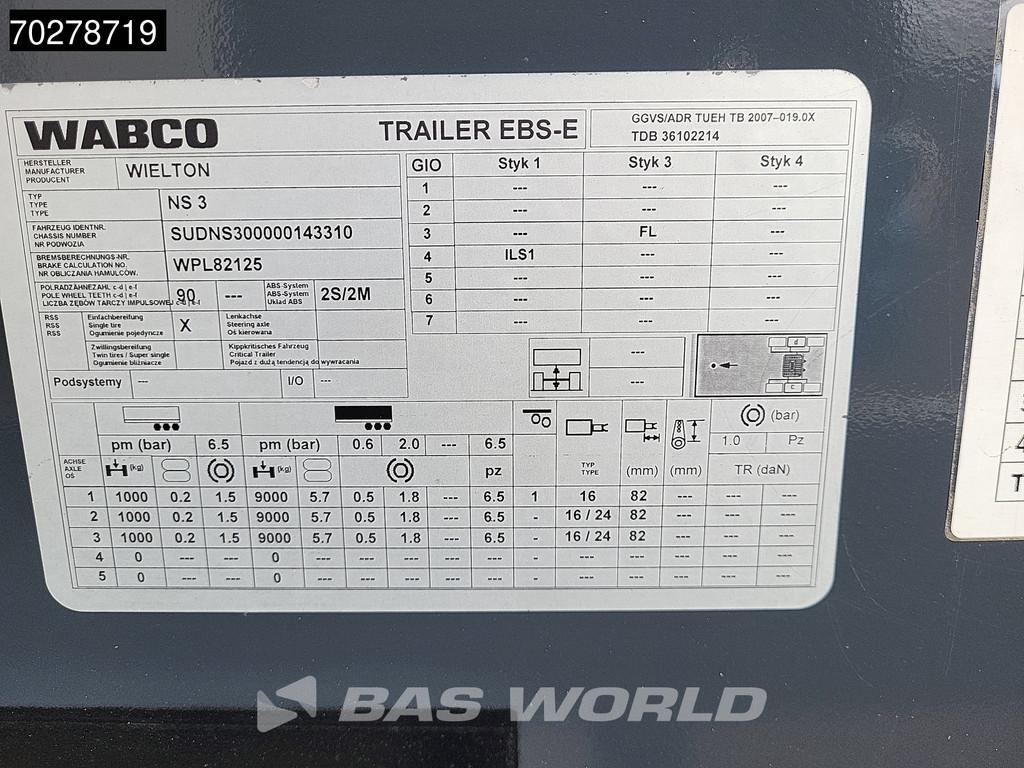 70278719
WABCO
TRAILER EBS-E
GGVS/ADR TUEH TB 2007-019.0X
TDB 36102214
HERSTELLER
MANUFACTURER
PRODUCENT
WIELTON
TYP
TYPE
TYPE
NS 3
FAHRZEUG IDENTNR.
CHASSIS NUMBER
NR PODWOZIA
SUDNS300000143310
BREMSBERECHNUNGS-NR.
BRAKE CALCULATION NO.
NR OBLICZANIA HAMULCÓW.
WPL82125
POLRADZÄHNEZAHL c-d | e-f
POLE WHEEL TEETH c-d | e-f
LICZBA ZĘBÓW TARCZY IMPULSOWEJ c-d | e-f
90 ---
ABS-System
ABS-System
Układ ABS
2S/2M
RSS Einfachbereifung
RSS Single tire
RSS Ogumienie pojedyncze
X
Lenkachse
Steering axle
Oś kierowana
Zwillingsbereifung
Twin tires / Super single
Ogumienie bliźniacze
Kippkritisches Fahrzeug
Critical Trailer
Pojazd z dużą tendencją do wywracania
Podsystemy --- I/O ---
GIO Styk 1 Styk 3 Styk 4
1 --- --- ---
2 --- --- ---
3 --- FL ---
4 ILS1 --- ---
5 --- --- ---
6 --- --- ---
7 --- --- ---
---
---
d
c
pm (bar) 6.5 pm (bar) 0.6 2.0 --- 6.5
(bar)
1.0 Pz
ACHSE
AXLE
OŚ
(kg) (kg) pz
TYP
TYPE
(mm) (mm) TR (daN)
1 1000 0.2 1.5 9000 5.7 0.5 1.8 --- 6.5 1 16 82 --- --- ---
2 1000 0.2 1.5 9000 5.7 0.5 1.8 --- 6.5 - 16 / 24 82 --- --- ---
3 1000 0.2 1.5 9000 5.7 0.5 1.8 --- 6.5 - 16 / 24 82 --- --- ---
4 0 --- --- 0 --- --- --- --- --- - --- --- --- --- ---
5 0 --- --- 0 --- --- --- --- --- - --- --- --- --- ---
T
BAS WORLD